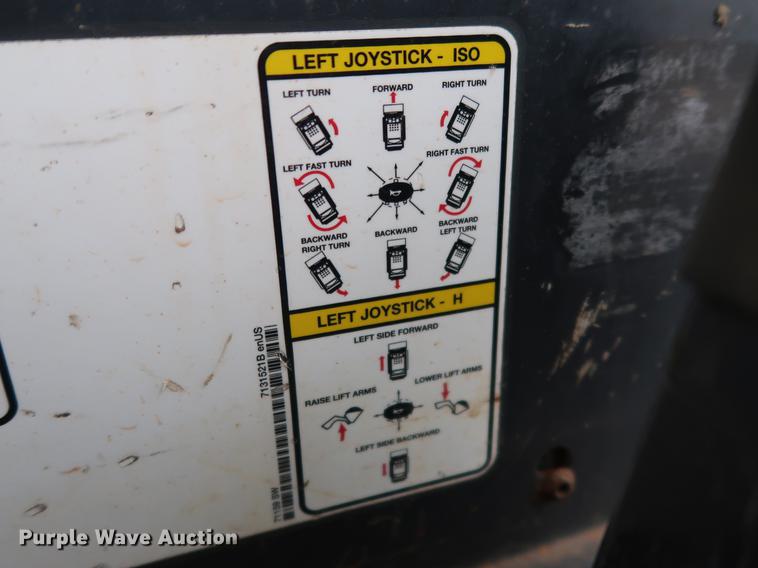 LEFT JOYSTICK - ISO
LEFT TURN
FORWARD
RIGHT TURN
LEFT FAST TURN
RIGHT FAST TURN
BACKWARD
RIGHT TURN
BACKWARD
BACKWARD
LEFT TURN
LEFT JOYSTICK - H
LEFT SIDE FORWARD
RAISE LIFT ARMS
LOWER LIFT ARMS
LEFT SIDE BACKWARD
7131521B enUS
71159 SW
Purple Wave Auction